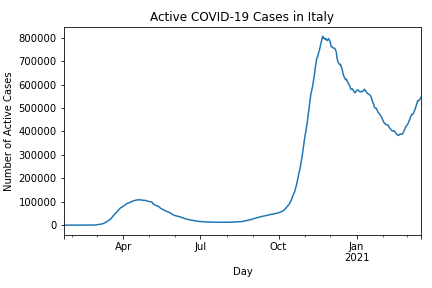 Active COVID-19 Cases in Italy
Number of Active Cases
800000
700000
600000
500000
400000
300000
200000
100000
0
Apr
Jul
Oct
Jan
2021
Day